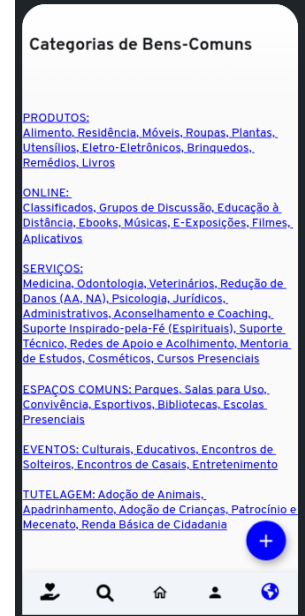 Categorias de Bens-Comuns
PRODUTOS:
Alimento, Residência, Móveis, Roupas, Plantas,
Utensílios, Eletro-Eletrônicos, Brinquedos,
Remédios, Livros
ONLINE:
Classificados, Grupos de Discussão, Educação à
Distância, Ebooks, Músicas, E-Exposições, Filmes,
Aplicativos
SERVIÇOS:
Medicina, Odontologia, Veterinários, Redução de
Danos (AA, NA), Psicologia, Jurídicos,
Administrativos, Aconselhamento e Coaching,
Suporte Inspirado-pela-Fé (Espirituais), Suporte
Técnico, Redes de Apoio e Acolhimento, Mentoria
de Estudos, Cosméticos, Cursos Presenciais
ESPAÇOS COMUNS: Parques, Salas para Uso,
Convivência, Esportivos, Bibliotecas, Escolas
Presenciais
EVENTOS: Culturais, Educativos, Encontros de
Solteiros, Encontros de Casais, Entretenimento
TUTELAGEM: Adoção de Animais,
Apadrinhamento, Adoção de Crianças, Patrocínio e
Mecenato, Renda Básica de Cidadania